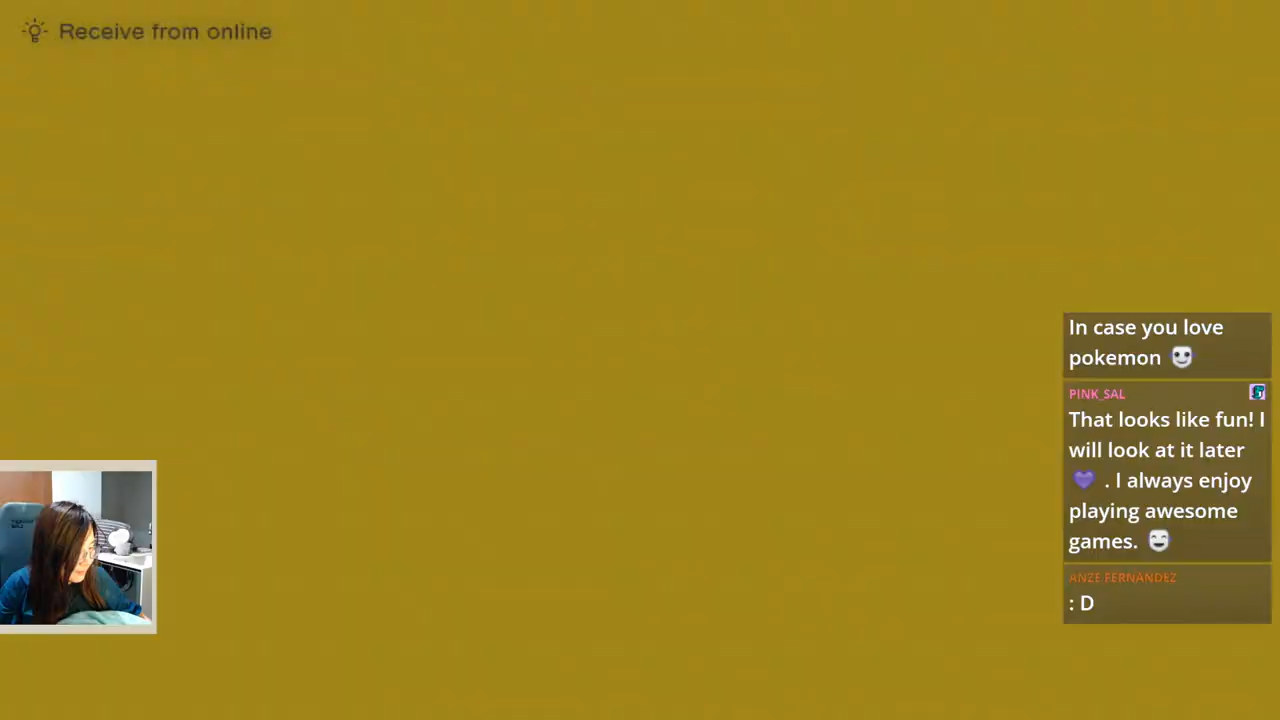 Receive from online
In case you love
pokemon
PINK_SAL
That looks like fun! I
will look at it later
. I always enjoy
playing awesome
games.
ANZE FERNANDEZ
: D